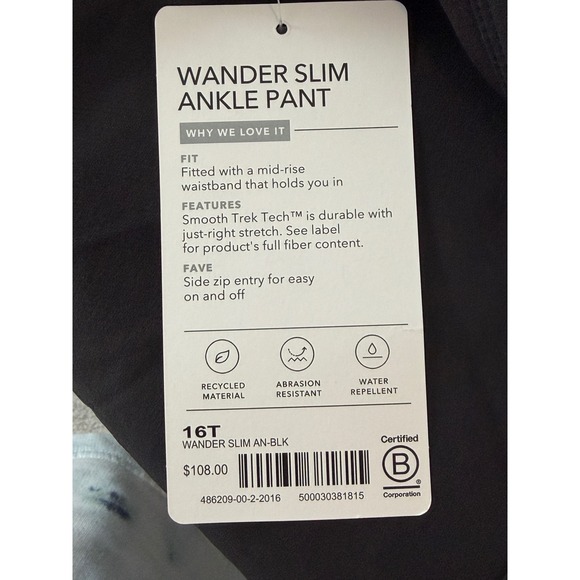 WANDER SLIM
ANKLE PANT
WHY WE LOVE IT
FIT
Fitted with a mid-rise
waistband that holds you in
FEATURES
Smooth Trek Tech™ is durable with
just-right stretch. See label
for product's full fiber content.
FAVE
Side zip entry for easy
on and off
RECYCLED
MATERIAL
ABRASION
RESISTANT
WATER
REPELLENT
16T
WANDER SLIM AN-BLK
$108.00
486209-00-2-2016 500030381815
Certified
B
®
Corporation